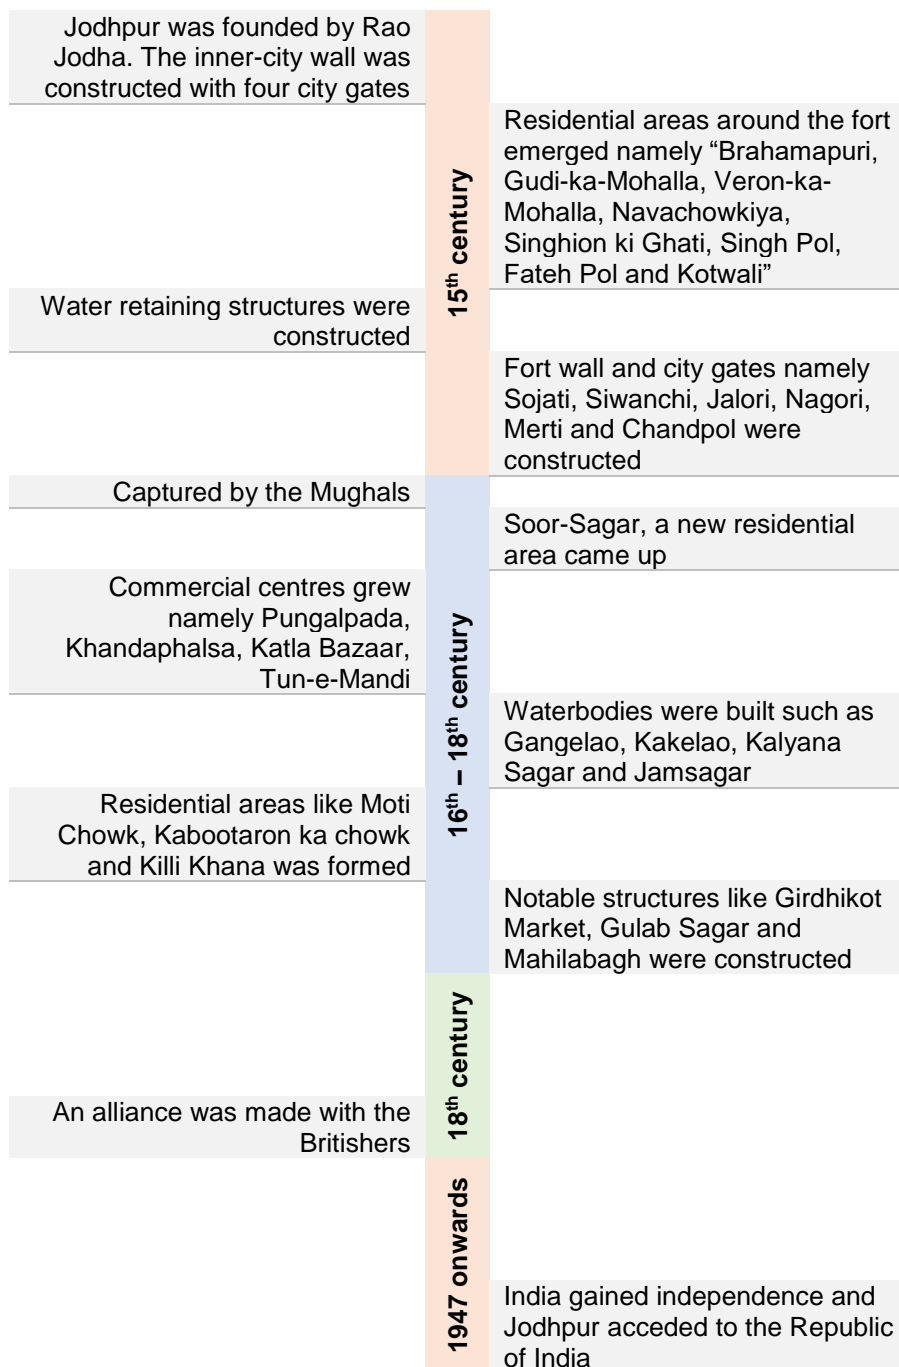 Jodhpur was founded by Rao
Jodha. The inner-city wall was
constructed with four city gates
15th century
Residential areas around the fort
emerged namely “Brahamapuri,
Gudi-ka-Mohalla, Veron-ka-
Mohalla, Navachowkiya,
Singhion ki Ghati, Singh Pol,
Fateh Pol and Kotwali”
Water retaining structures were
constructed
Fort wall and city gates namely
Sojati, Siwanchi, Jalori, Nagori,
Merti and Chandpol were
constructed
Captured by the Mughals
16th – 18th century
Soor-Sagar, a new residential
area came up
Commercial centres grew
namely Pungalpada,
Khandaphalsa, Katla Bazaar,
Tun-e-Mandi
Waterbodies were built such as
Gangelao, Kakelao, Kalyana
Sagar and Jamsagar
Residential areas like Moti
Chowk, Kabootaron ka chowk
and Killi Khana was formed
Notable structures like Girdhikot
Market, Gulab Sagar and
Mahilabagh were constructed
18th century
An alliance was made with the
Britishers
1947 onwards
India gained independence and
Jodhpur acceded to the Republic
of India